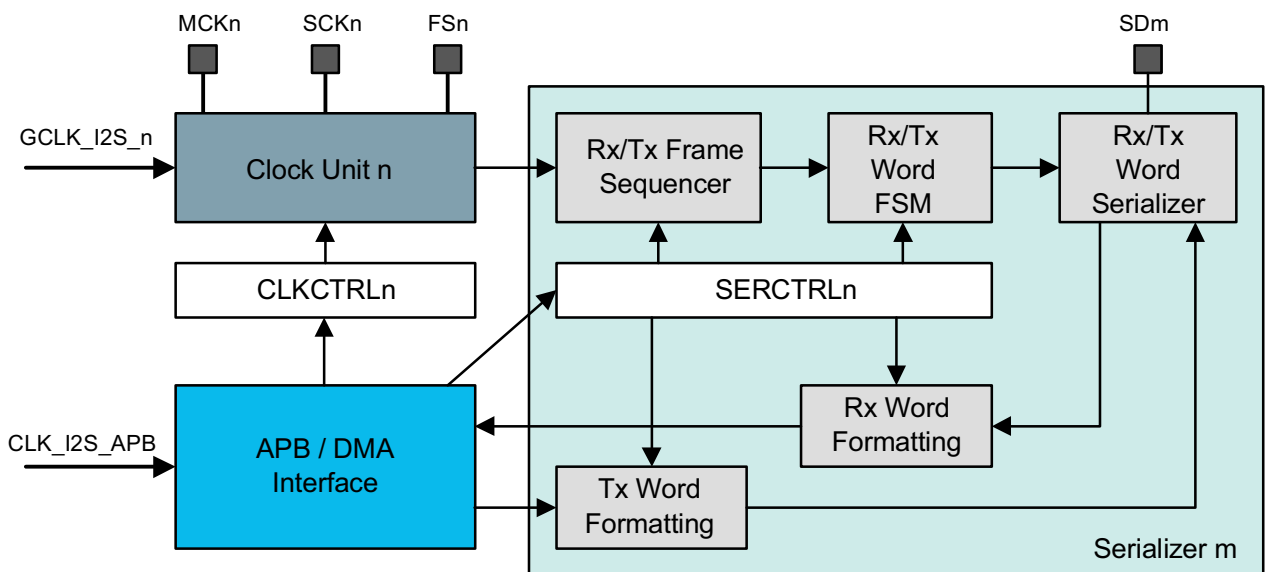 MCKn
SCKn
FSn
SDm
GCLK_I2S_n
Clock Unit n
Rx/Tx Frame
Sequencer
Rx/Tx
Word
FSM
Rx/Tx
Word
Serializer
CLKCTRLn
SERCTRLn
CLK_I2S_APB
APB / DMA
Interface
Rx Word
Formatting
Tx Word
Formatting
Serializer m